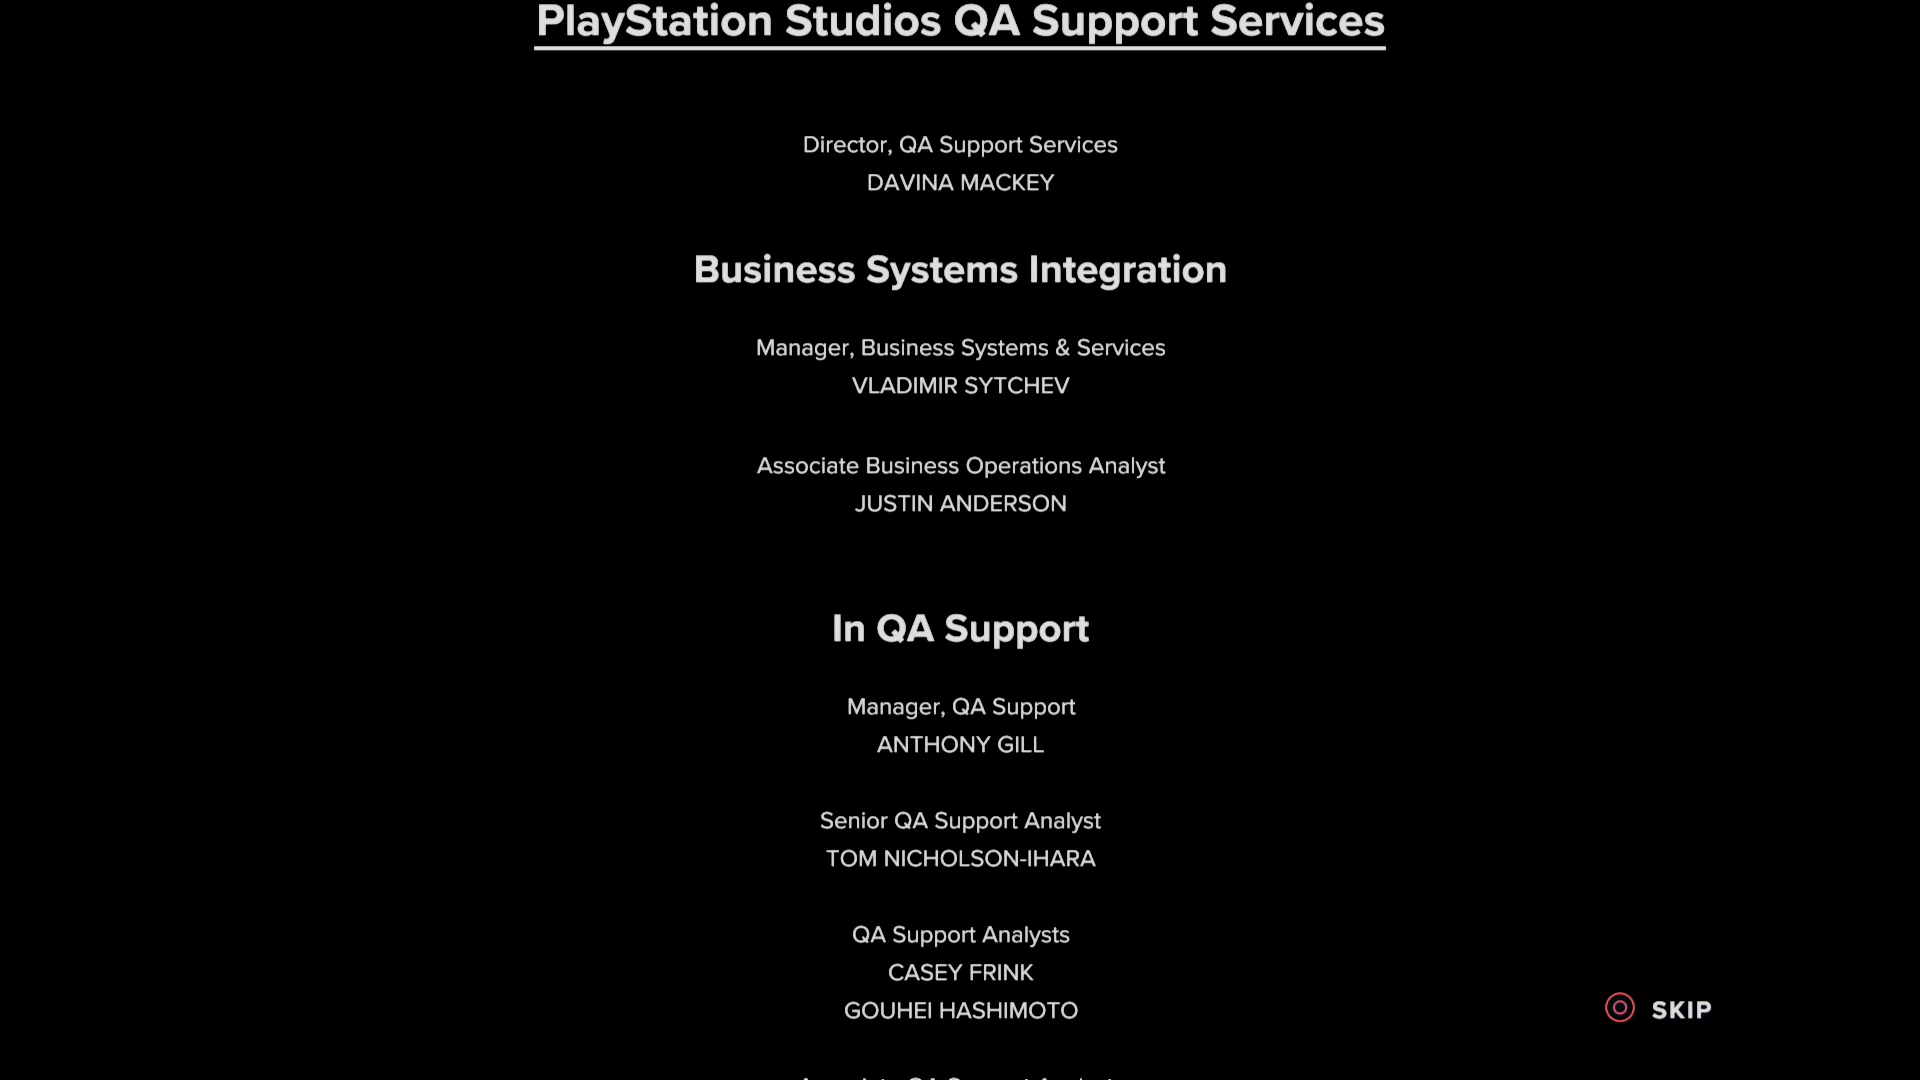 PlayStation Studios QA Support Services
Director, QA Support Services
DAVINA MACKEY
Business Systems Integration
Manager, Business Systems & Services
VLADIMIR SYTCHEV
Associate Business Operations Analyst
JUSTIN ANDERSON
In QA Support
Manager, QA Support
ANTHONY GILL
Senior QA Support Analyst
TOM NICHOLSON-IHARA
QA Support Analysts
CASEY FRINK
GOUHEI HASHIMOTO
SKIP